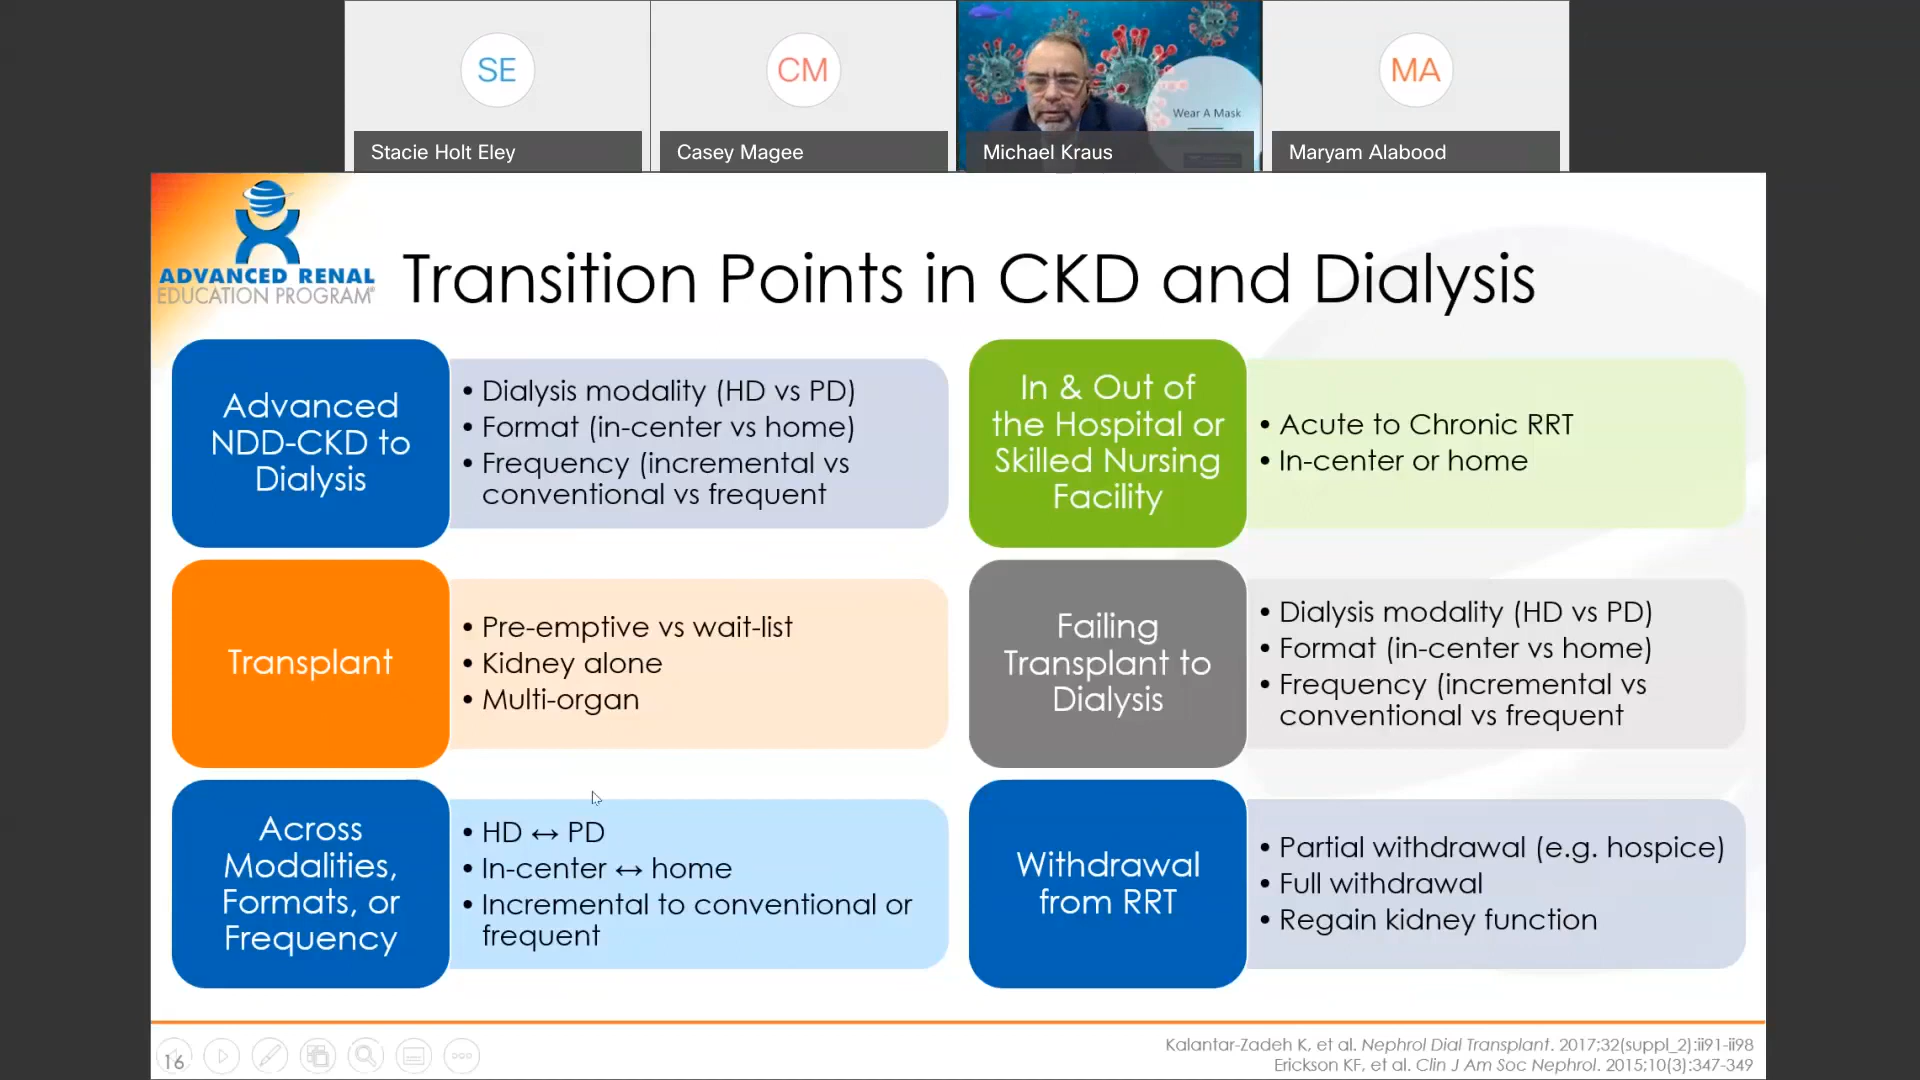 SE
CM
MA
Wear A Mask
Stacie Holt Eley
Casey Magee
Michael Kraus
Maryam Alabood
ADVANCED RENAL
EDUCATION PROGRAM®
Transition Points in CKD and Dialysis
Advanced
NDD-CKD to
Dialysis
• Dialysis modality (HD vs PD)
• Format (in-center vs home)
• Frequency (incremental vs
conventional vs frequent
In & Out of
the Hospital or
Skilled Nursing
Facility
• Acute to Chronic RRT
• In-center or home
Transplant
• Pre-emptive vs wait-list
• Kidney alone
• Multi-organ
Failing
Transplant to
Dialysis
• Dialysis modality (HD vs PD)
• Format (in-center vs home)
• Frequency (incremental vs
conventional vs frequent
Across
Modalities,
Formats, or
Frequency
• HD ↔ PD
• In-center ↔ home
• Incremental to conventional or
frequent
Withdrawal
from RRT
• Partial withdrawal (e.g. hospice)
• Full withdrawal
• Regain kidney function
16
Kalantar-Zadeh K, et al. Nephrol Dial Transplant. 2017;32(suppl_2):ii91-ii98
Erickson KF, et al. Clin J Am Soc Nephrol. 2015;10(3):347-349